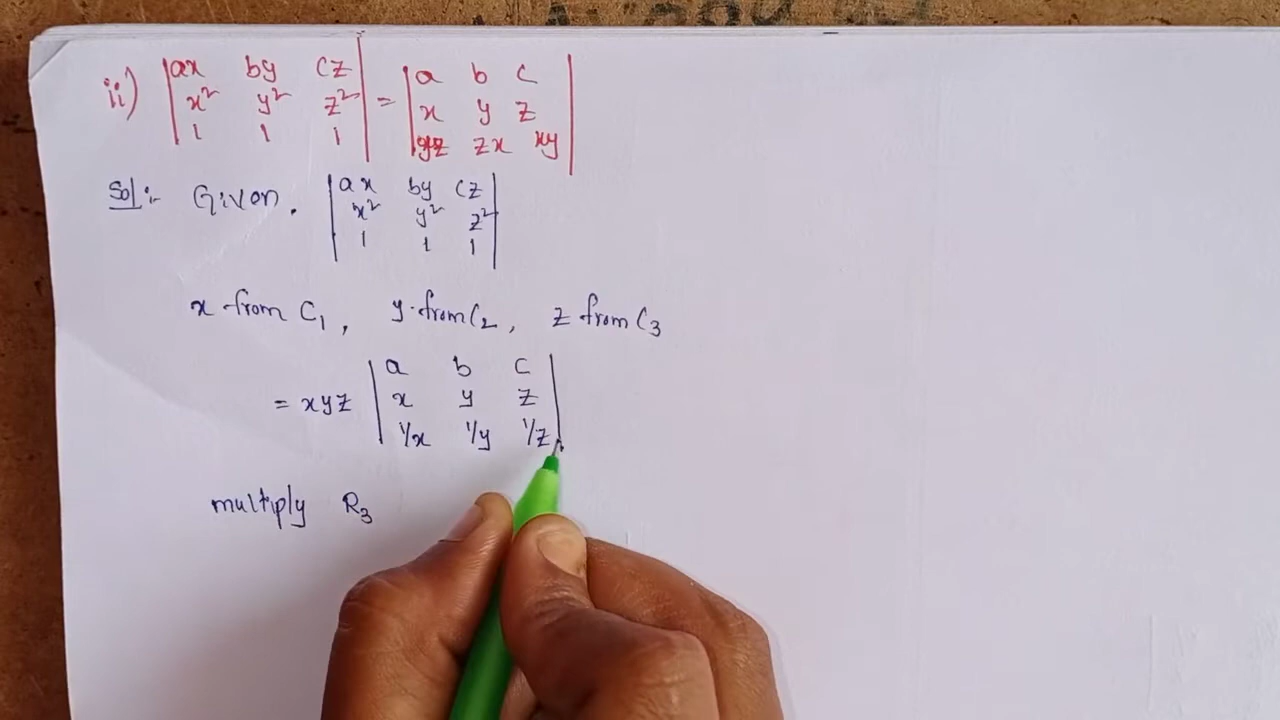 ii) | ax by cz | = | a b c |
| x² y² z² | | x y z |
| 1 1 1 | | yz zx xy |
Sol:- Given. | ax by cz |
| x² y² z² |
| 1 1 1 |
x from C₁, y from C₂, z from C₃
= xyz | a b c |
| x y z |
| 1/x 1/y 1/z |
multiply R₃